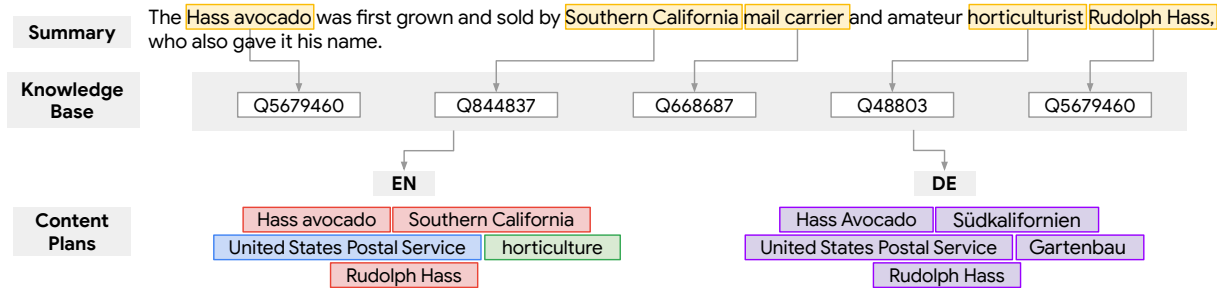 Summary
The Hass avocado was first grown and sold by Southern California mail carrier and amateur horticulturist Rudolph Hass,
who also gave it his name.
Knowledge
Base
Q5679460 Q844837 Q668687 Q48803 Q5679460
EN DE
Content
Plans
Hass avocado Southern California
United States Postal Service horticulture
Rudolph Hass
Hass Avocado Südkalifornien
United States Postal Service Gartenbau
Rudolph Hass